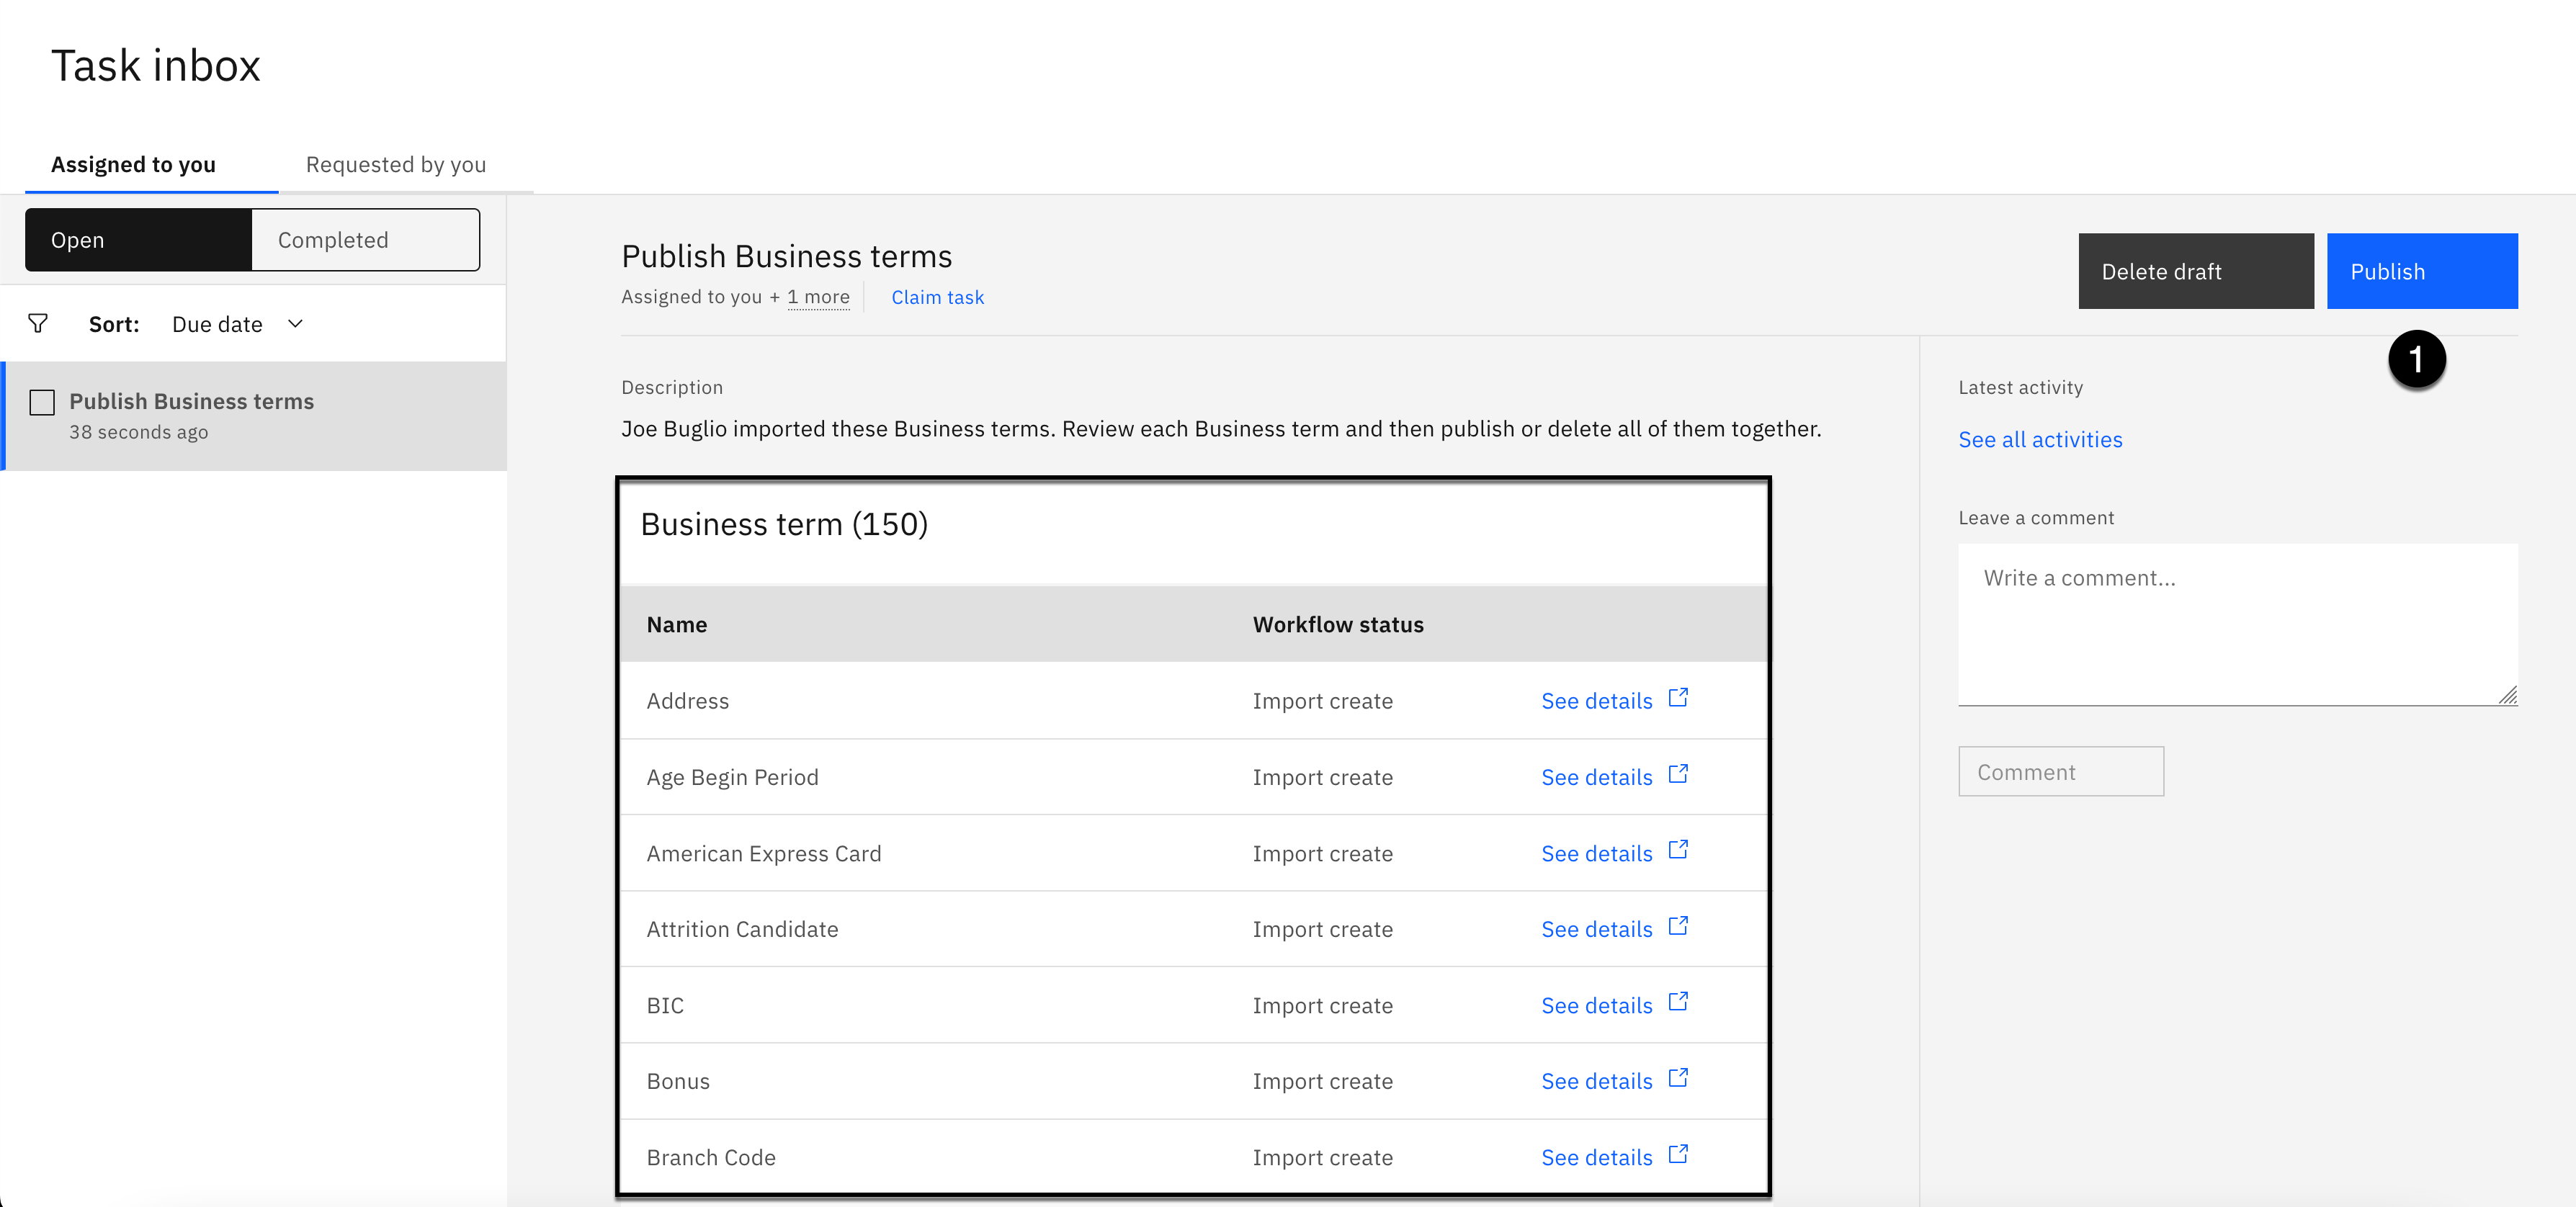 Task inbox
Assigned to you
Requested by you
Open
Completed
Sort: Due date
Publish Business terms
38 seconds ago
Publish Business terms
Assigned to you + 1 more
Claim task
Delete draft
Publish
1
Description
Joe Buglio imported these Business terms. Review each Business term and then publish or delete all of them together.
Business term (150)
Name Workflow status
Address Import create See details
Age Begin Period Import create See details
American Express Card Import create See details
Attrition Candidate Import create See details
BIC Import create See details
Bonus Import create See details
Branch Code Import create See details
Latest activity
See all activities
Leave a comment
Write a comment...
Comment